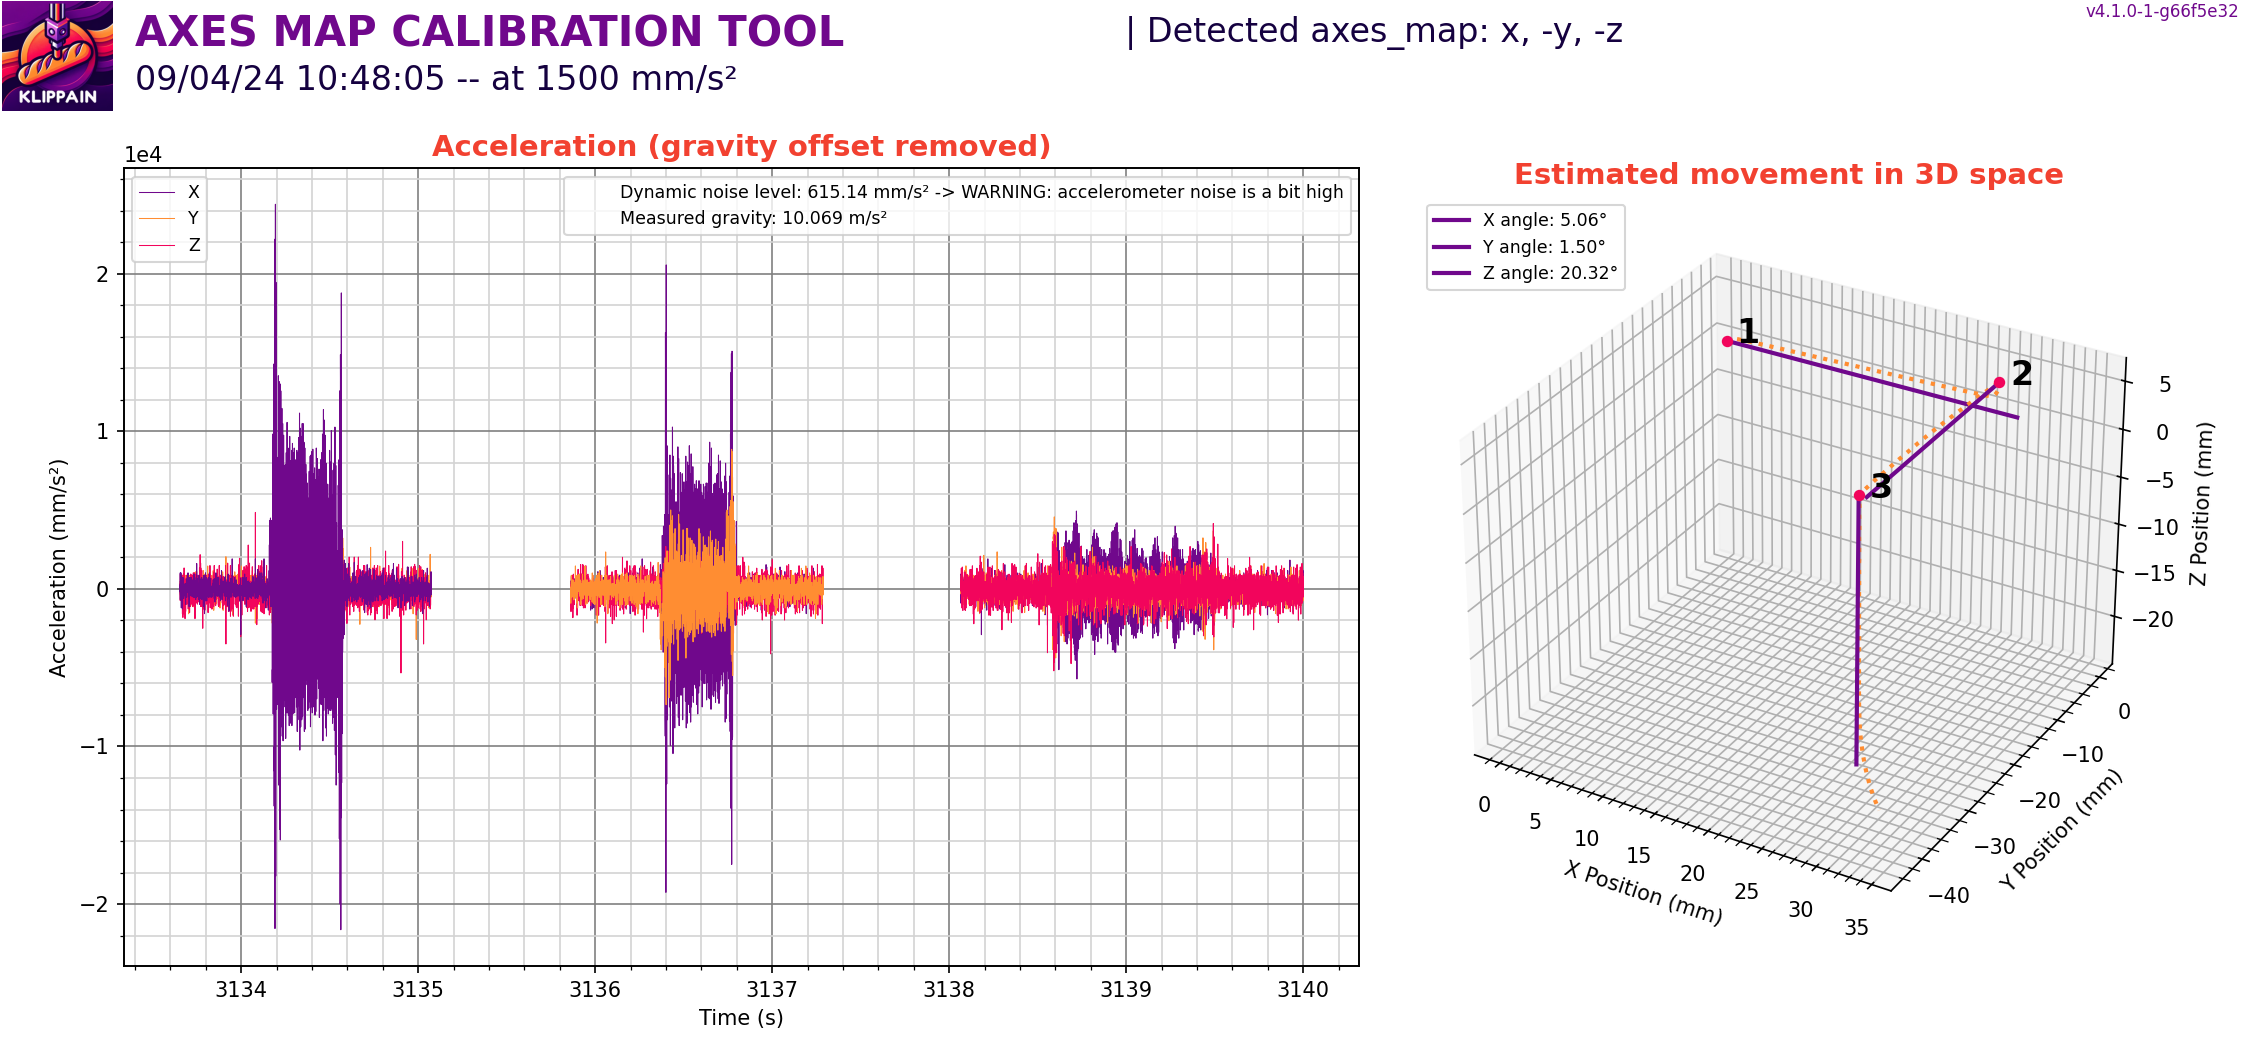 KLIPPAIN
AXES MAP CALIBRATION TOOL
09/04/24 10:48:05 -- at 1500 mm/s²
| Detected axes_map: x, -y, -z
v4.1.0-1-g66f5e32
Acceleration (gravity offset removed)
1e4
X
Y
Z
Dynamic noise level: 615.14 mm/s² -> WARNING: accelerometer noise is a bit high
Measured gravity: 10.069 m/s²
2
1
0
−1
−2
Acceleration (mm/s²)
3134
3135
3136
3137
3138
3139
3140
Time (s)
Estimated movement in 3D space
X angle: 5.06°
Y angle: 1.50°
Z angle: 20.32°
1
2
3
5
0
−5
−10
−15
−20
Z Position (mm)
0
−10
−20
−30
−40
Y Position (mm)
0
5
10
15
20
25
30
35
X Position (mm)